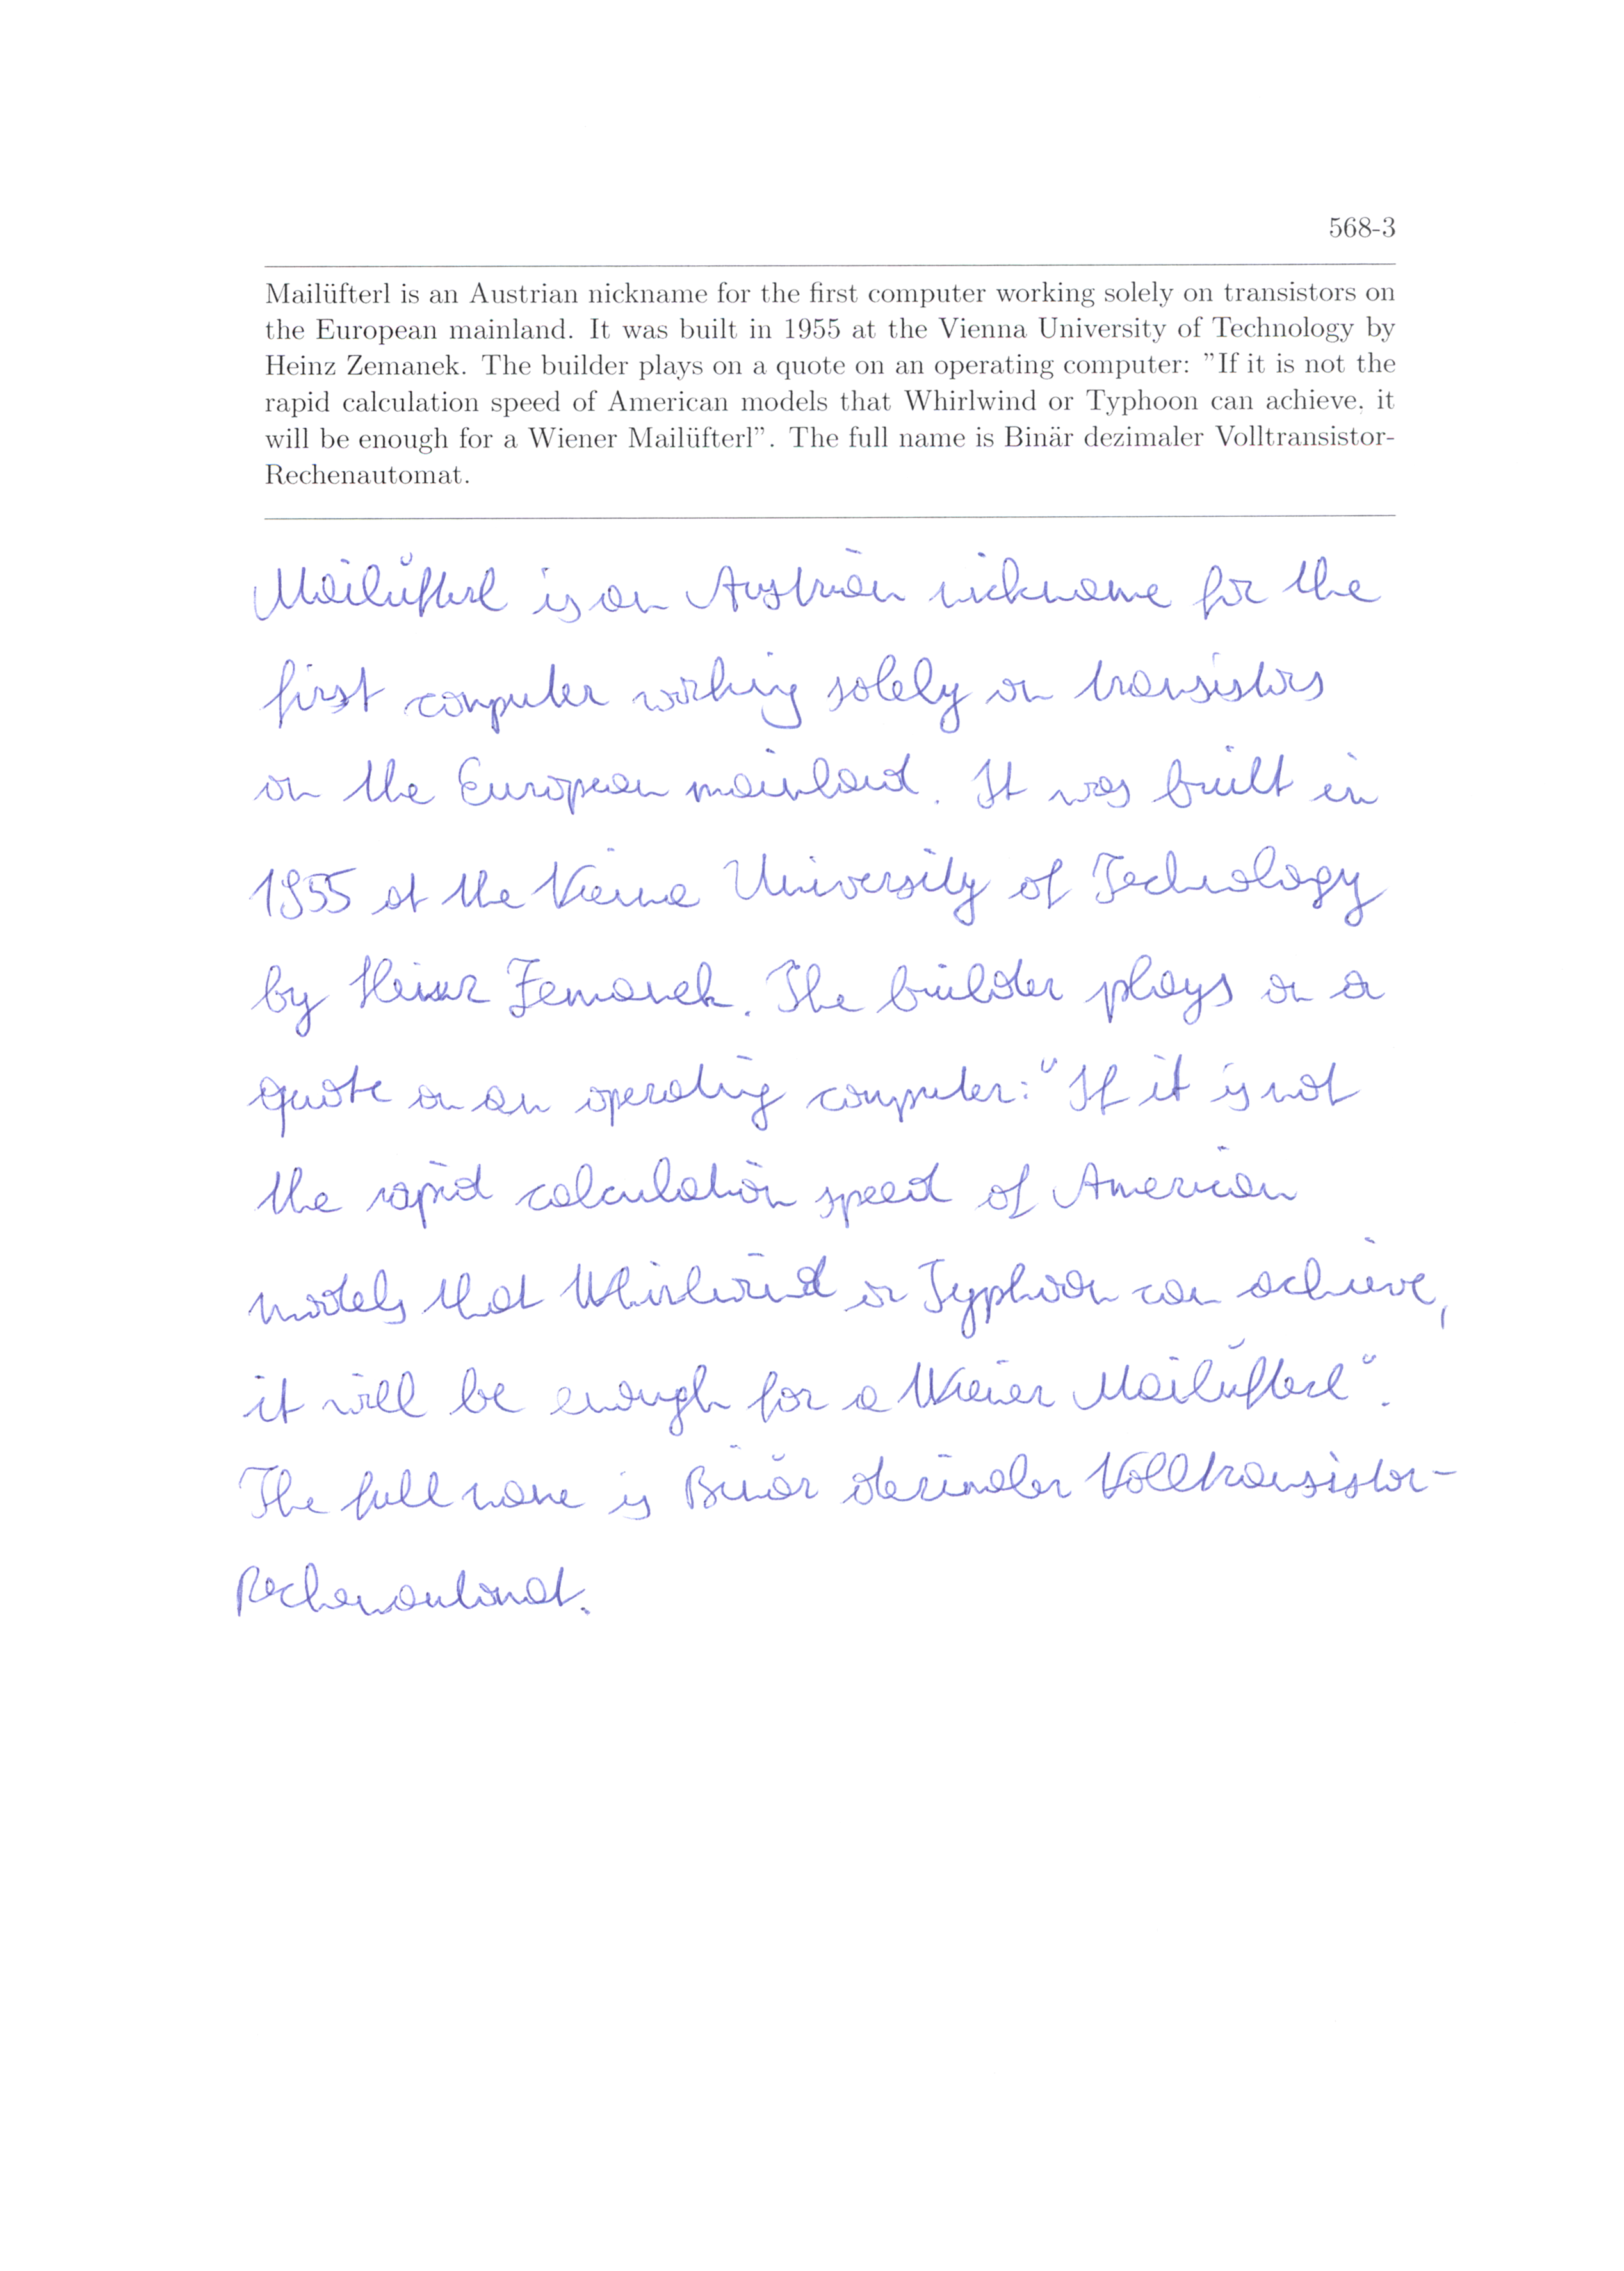 568-3
Mailüfterl is an Austrian nickname for the first computer working solely on transistors on
the European mainland. It was built in 1955 at the Vienna University of Technology by
Heinz Zemanek. The builder plays on a quote on an operating computer: "If it is not the
rapid calculation speed of American models that Whirlwind or Typhoon can achieve, it
will be enough for a Wiener Mailüfterl". The full name is Binär dezimaler Volltransistor-
Rechenautomat.
Mailüfterl is an Austrian nickname for the
first computer working solely on transistors
on the European mainland. It was built in
1955 at the Vienna University of Technology
by Heinz Zemanek. The builder plays on a
quote on an operating computer: "If it is not
the rapid calculation speed of American
models that Whirlwind or Typhoon can achieve,
it will be enough for a Wiener Mailüfterl".
The full name is Binär dezimaler Volltransistor-
Rechenautomat.